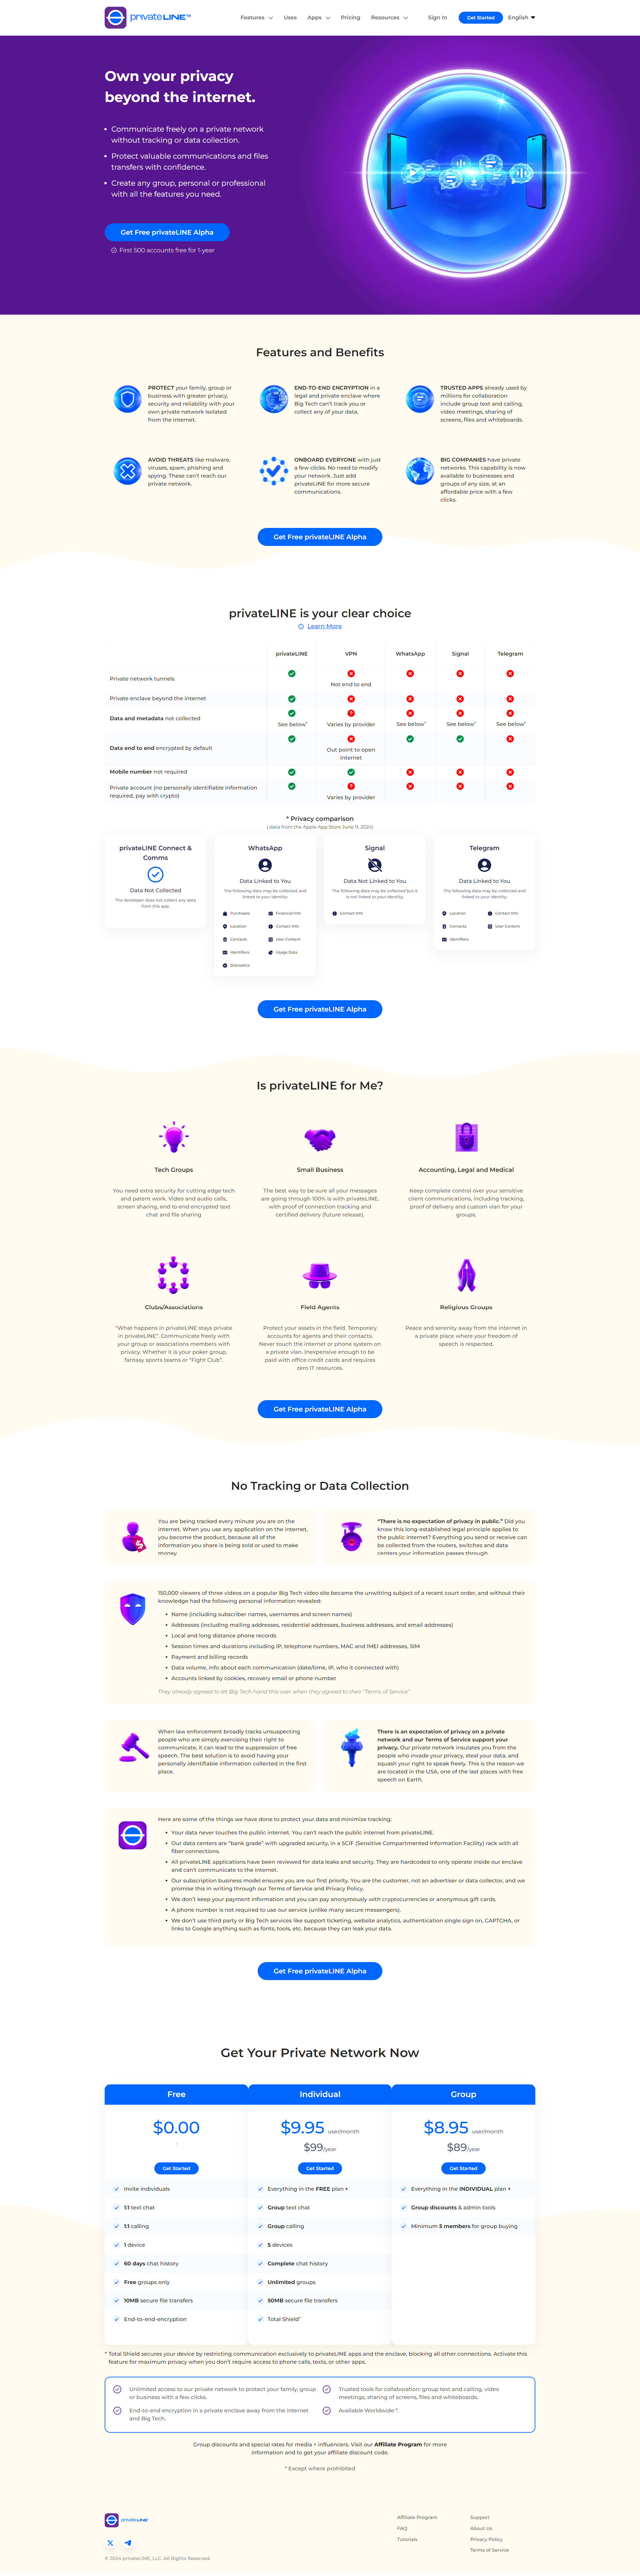 privateLINE™
Features
Uses
Apps
Pricing
Resources
Sign In
Get Started
English
Own your privacy
beyond the internet.
• Communicate freely on a private network
without tracking or data collection.
• Protect valuable communications and files
transfers with confidence.
• Create any group, personal or professional
with all the features you need.
Get Free privateLINE Alpha
First 500 accounts free for 1-year
Features and Benefits
PROTECT your family, group or
business with greater privacy,
security and reliability with your
own private network isolated
from the internet.
END-TO-END ENCRYPTION in a
legal and private enclave where
Big Tech can't track you or
collect any of your data.
TRUSTED APPS already used by
millions for collaboration
include group text and calling,
video meetings, sharing of
screens, files and whiteboards.
AVOID THREATS like malware,
viruses, spam, phishing and
spying. These can't reach our
private network.
ONBOARD EVERYONE with just
a few clicks. No need to modify
your network. Just add
privateLINE for more secure
communications.
BIG COMPANIES have private
networks. This capability is now
available to businesses and
groups of any size, at an
affordable price with a few
clicks.
Get Free privateLINE Alpha
privateLINE is your clear choice
Learn More
privateLINE VPN WhatsApp Signal Telegram
Private network tunnels
Not end to end
Private enclave beyond the internet
Data and metadata not collected
See below* Varies by provider See below* See below* See below*
Data end to end encrypted by default
Out point to open
internet
Mobile number not required
Private account (no personally identifiable information
required, pay with crypto)
Varies by provider
* Privacy comparison
( data from the Apple App Store June 11, 2024)
privateLINE Connect &
Comms
Data Not Collected
The developer does not collect any data
from this app.
WhatsApp
Data Linked to You
The following data may be collected and
linked to your identity:
Purchases
Financial Info
Location
Contact Info
Contacts
User Content
Identifiers
Usage Data
Diagnostics
Signal
Data Not Linked to You
The following data may be collected but it
is not linked to your identity:
Contact Info
Telegram
Data Linked to You
The following data may be collected and
linked to your identity:
Location
Contact Info
Contacts
User Content
Identifiers
Get Free privateLINE Alpha
Is privateLINE for Me?
Tech Groups
You need extra security for cutting edge tech
and patent work. Video and audio calls,
screen sharing, end to end encrypted text
chat and file sharing
Small Business
The best way to be sure all your messages
are going through 100% is with privateLINE,
with proof of connection tracking and
certified delivery (future release).
Accounting, Legal and Medical
Keep complete control over your sensitive
client communications, including tracking,
proof of delivery and custom vlan for your
groups.
Clubs/Associations
"What happens in privateLINE stays private
in privateLINE". Communicate freely with
your group or associations members with
privacy. Whether it is your poker group,
fantasy sports teams or "Fight Club".
Field Agents
Protect your assets in the field. Temporary
accounts for agents and their contacts.
Never touch the internet or phone system on
a private vlan. Inexpensive enough to be
paid with office credit cards and requires
zero IT resources.
Religious Groups
Peace and serenity away from the internet in
a private place where your freedom of
speech is respected.
Get Free privateLINE Alpha
No Tracking or Data Collection
You are being tracked every minute you are on the
internet. When you use any application on the internet,
you become the product, because all of the
information you share is being sold or used to make
money.
"There is no expectation of privacy in public." Did you
know this long-established legal principle applies to
the public internet? Everything you send or receive can
be collected from the routers, switches and data
centers your information passes through.
150,000 viewers of three videos on a popular Big Tech video site became the unwitting subject of a recent court order, and without their
knowledge had the following personal information revealed:
• Name (including subscriber names, usernames and screen names)
• Addresses (including mailing addresses, residential addresses, business addresses, and email addresses)
• Local and long distance phone records
• Session times and durations including IP, telephone numbers, MAC and IMEI addresses, SIM
• Payment and billing records
• Data volume, info about each communication (date/time, IP, who it connected with)
• Accounts linked by cookies, recovery email or phone number
They already agreed to let Big Tech hand this over when they agreed to their "Terms of Service"
When law enforcement broadly tracks unsuspecting
people who are simply exercising their right to
communicate, it can lead to the suppression of free
speech. The best solution is to avoid having your
personally identifiable information collected in the first
place.
There is an expectation of privacy on a private
network and our Terms of Service support your
privacy. Our private network insulates you from the
people who invade your privacy, steal your data, and
squash your right to speak freely. This is the reason we
are located in the USA, one of the last places with free
speech on Earth.
Here are some of the things we have done to protect your data and minimize tracking:
• Your data never touches the public internet. You can't reach the public internet from privateLINE.
• Our data centers are "bank grade" with upgraded security, in a SCIF (Sensitive Compartmented Information Facility) rack with all
fiber connections.
• All privateLINE applications have been reviewed for data leaks and security. They are hardcoded to only operate inside our enclave
and can't communicate to the internet.
• Our subscription business model ensures you are our first priority. You are the customer, not an advertiser or data collector, and we
promise this in writing through our Terms of Service and Privacy Policy.
• We don't keep your payment information and you can pay anonymously with cryptocurrencies or anonymous gift cards.
• A phone number is not required to use our service (unlike many secure messengers).
• We don't use third party or Big Tech services like support ticketing, website analytics, authentication single sign on, CAPTCHA, or
links to Google anything such as fonts, tools, etc. because they can leak your data.
Get Free privateLINE Alpha
Get Your Private Network Now
Free
$0.00
Get Started
Invite individuals
1:1 text chat
1:1 calling
1 device
60 days chat history
Free groups only
10MB secure file transfers
End-to-end-encryption
Individual
$9.95 user/month
$99/year
Get Started
Everything in the FREE plan +
Group text chat
Group calling
5 devices
Complete chat history
Unlimited groups
50MB secure file transfers
Total Shield*
Group
$8.95 user/month
$89/year
Get Started
Everything in the INDIVIDUAL plan +
Group discounts & admin tools
Minimum 5 members for group buying
* Total Shield secures your device by restricting communication exclusively to privateLINE apps and the enclave, blocking all other connections. Activate this
feature for maximum privacy when you don't require access to phone calls, texts, or other apps.
Unlimited access to our private network to protect your family, group
or business with a few clicks.
Trusted tools for collaboration: group text and calling, video
meetings, sharing of screens, files and whiteboards.
End-to-end encryption in a private enclave away from the internet
and Big Tech.
Available Worldwide *.
Group discounts and special rates for media + influencers. Visit our Affiliate Program for more
information and to get your affiliate discount code.
* Except where prohibited
privateLINE
© 2024 privateLINE, LLC. All Rights Reserved.
Affiliate Program
FAQ
Tutorials
Support
About Us
Privacy Policy
Terms of Service